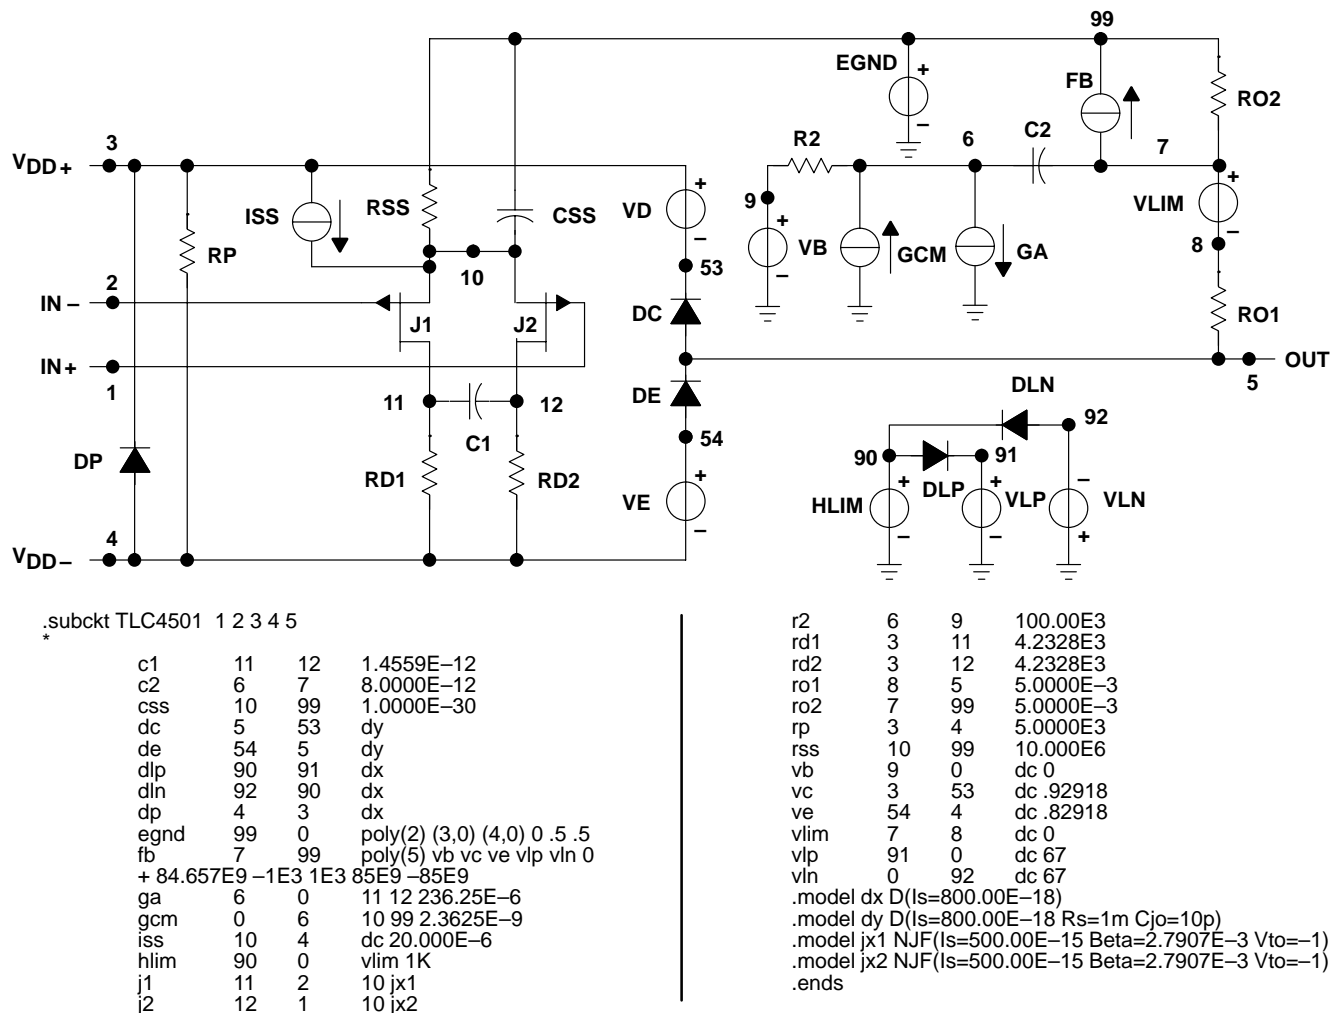 99
EGND
+
FB
RO2
3
VDD+
R2
6
C2
7
–
ISS
RSS
CSS
VD
+
–
9
+
VB
–
GCM
GA
VLIM
+
–
8
RP
10
53
2
IN –
J1
J2
DC
RO1
IN+
1
OUT
5
DE
DLN
11
12
C1
54
92
90
91
DP
RD1
RD2
VE
+
–
HLIM
+
–
DLP
+
–
VLP
–
+
VLN
4
VDD–
.subckt TLC4501 1 2 3 4 5
*
c1 11 12 1.4559E–12
c2 6 7 8.0000E–12
css 10 99 1.0000E–30
dc 5 53 dy
de 54 5 dy
dlp 90 91 dx
dln 92 90 dx
dp 4 3 dx
egnd 99 0 poly(2) (3,0) (4,0) 0 .5 .5
fb 7 99 poly(5) vb vc ve vlp vln 0
+ 84.657E9 –1E3 1E3 85E9 –85E9
ga 6 0 11 12 236.25E–6
gcm 0 6 10 99 2.3625E–9
iss 10 4 dc 20.000E–6
hlim 90 0 vlim 1K
j1 11 2 10 jx1
j2 12 1 10 jx2
r2 6 9 100.00E3
rd1 3 11 4.2328E3
rd2 3 12 4.2328E3
ro1 8 5 5.0000E–3
ro2 7 99 5.0000E–3
rp 3 4 5.0000E3
rss 10 99 10.000E6
vb 9 0 dc 0
vc 3 53 dc .92918
ve 54 4 dc .82918
vlim 7 8 dc 0
vlp 91 0 dc 67
vln 0 92 dc 67
.model dx D(Is=800.00E–18)
.model dy D(Is=800.00E–18 Rs=1m Cjo=10p)
.model jx1 NJF(Is=500.00E–15 Beta=2.7907E–3 Vto=–1)
.model jx2 NJF(Is=500.00E–15 Beta=2.7907E–3 Vto=–1)
.ends